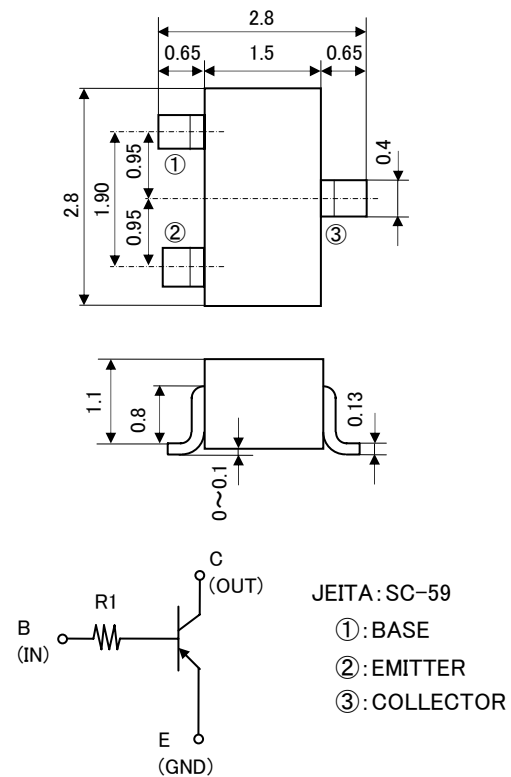 2.8
0.65 1.5 0.65
2.8
1.90
0.95
0.95
0.4
①
②
③
1.1
0.8
0.13
0~0.1
C
(OUT)
R1
B
(IN)
E
(GND)
JEITA:SC-59
①:BASE
②:EMITTER
③:COLLECTOR